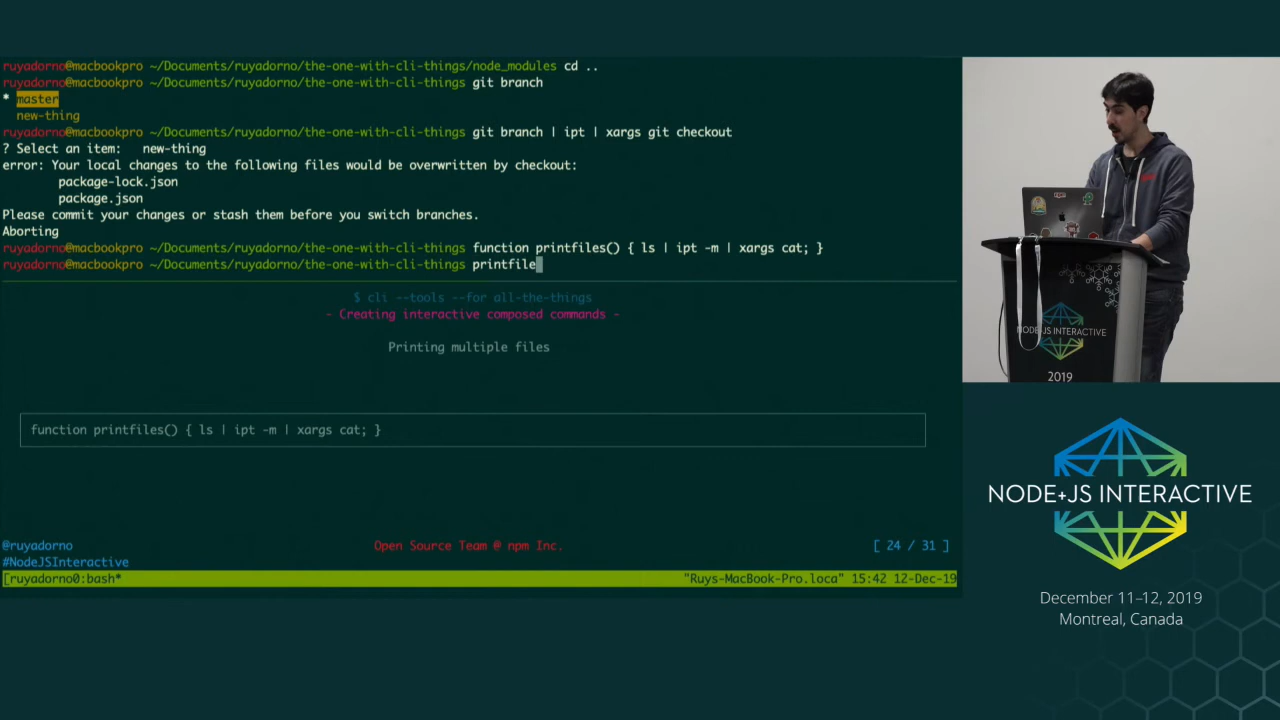 ruyadorno@macbookpro ~/Documents/ruyadorno/the-one-with-cli-things/node_modules cd ..
ruyadorno@macbookpro ~/Documents/ruyadorno/the-one-with-cli-things git branch
* master
new-thing
ruyadorno@macbookpro ~/Documents/ruyadorno/the-one-with-cli-things git branch | ipt | xargs git checkout
? Select an item: new-thing
error: Your local changes to the following files would be overwritten by checkout:
package-lock.json
package.json
Please commit your changes or stash them before you switch branches.
Aborting
ruyadorno@macbookpro ~/Documents/ruyadorno/the-one-with-cli-things function printfiles() { ls | ipt -m | xargs cat; }
ruyadorno@macbookpro ~/Documents/ruyadorno/the-one-with-cli-things printfile
$ cli --tools --for all-the-things
- Creating interactive composed commands -
Printing multiple files
function printfiles() { ls | ipt -m | xargs cat; }
@ruyadorno
Open Source Team @ npm Inc.
[ 24 / 31 ]
#NodeJSInteractive
[ruyadorno0:bash*
"Ruys-MacBook-Pro.loca" 15:42 12-Dec-19
NODE+JS INTERACTIVE
2019
NODE+JS INTERACTIVE
December 11–12, 2019
Montreal, Canada